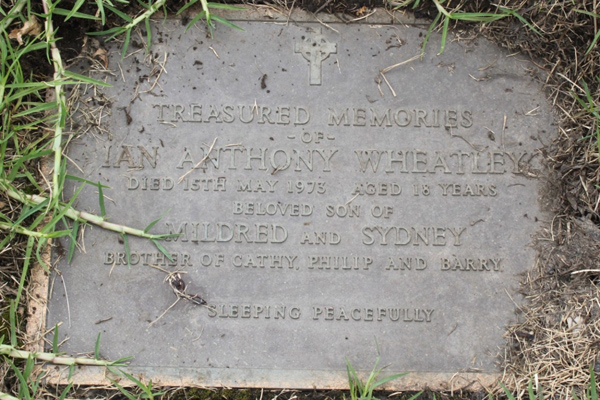 TREASURED MEMORIES
-OF-
IAN ANTHONY WHEATLEY
DIED 15TH MAY 1973 AGED 18 YEARS
BELOVED SON OF
MILDRED AND SYDNEY
BROTHER OF CATHY, PHILIP AND BARRY.
SLEEPING PEACEFULLY